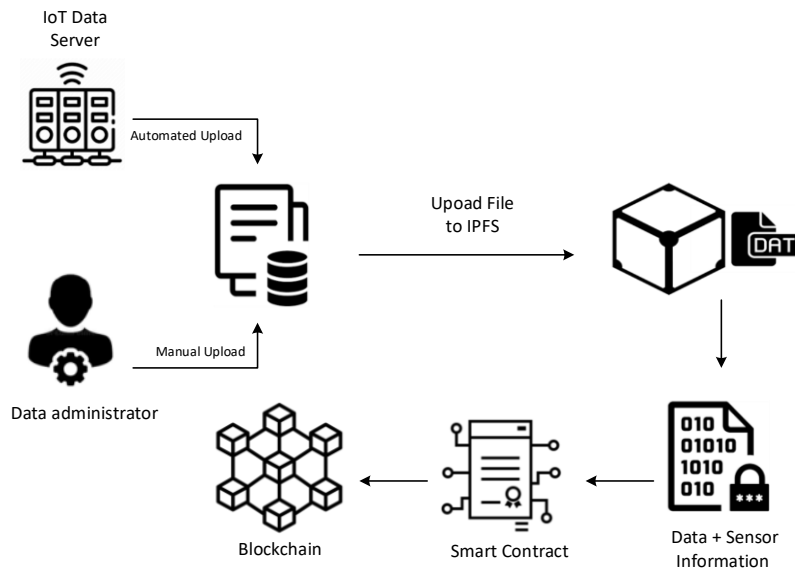 IoT Data
Server
Automated Upload
Upoad File
to IPFS
DAT
Manual Upload
Data administrator
010
01010
1010
010
***
Blockchain
Smart Contract
Data + Sensor
Information